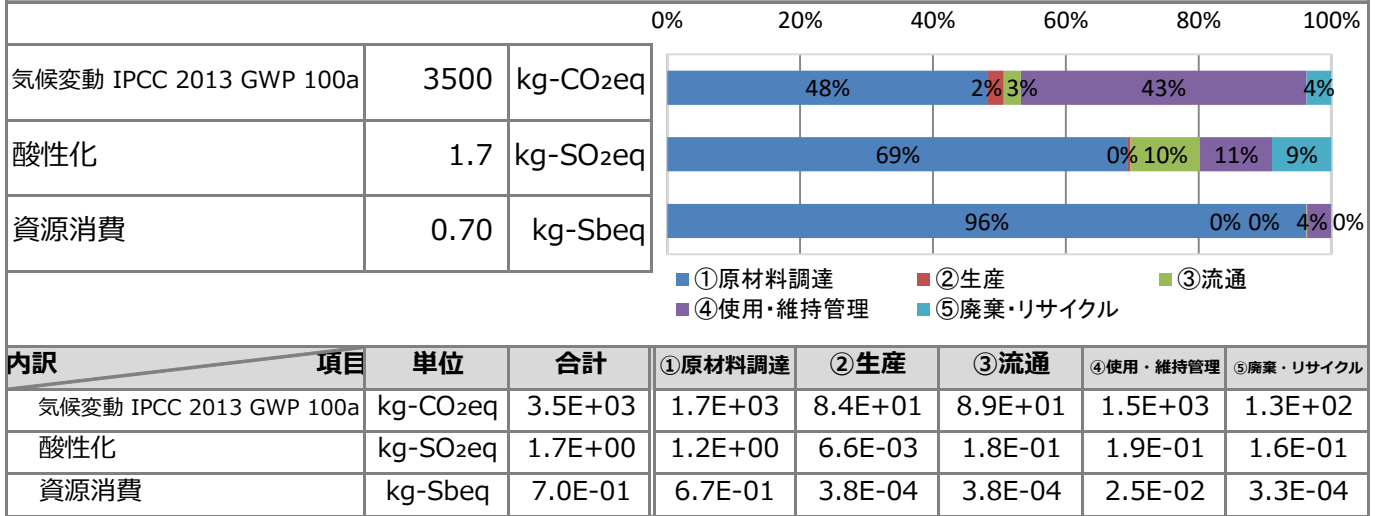 0% 20% 40% 60% 80% 100%
気候変動 IPCC 2013 GWP 100a 3500 kg-CO₂eq 48% 2% 3% 43% 4%
酸性化 1.7 kg-SO₂eq 69% 0% 10% 11% 9%
資源消費 0.70 kg-Sbeq 96% 0% 0% 4% 0%
①原材料調達 ②生産 ③流通
④使用・維持管理 ⑤廃棄・リサイクル
内訳 項目 単位 合計 ①原材料調達 ②生産 ③流通 ④使用・維持管理 ⑤廃棄・リサイクル
気候変動 IPCC 2013 GWP 100a kg-CO₂eq 3.5E+03 1.7E+03 8.4E+01 8.9E+01 1.5E+03 1.3E+02
酸性化 kg-SO₂eq 1.7E+00 1.2E+00 6.6E-03 1.8E-01 1.9E-01 1.6E-01
資源消費 kg-Sbeq 7.0E-01 6.7E-01 3.8E-04 3.8E-04 2.5E-02 3.3E-04